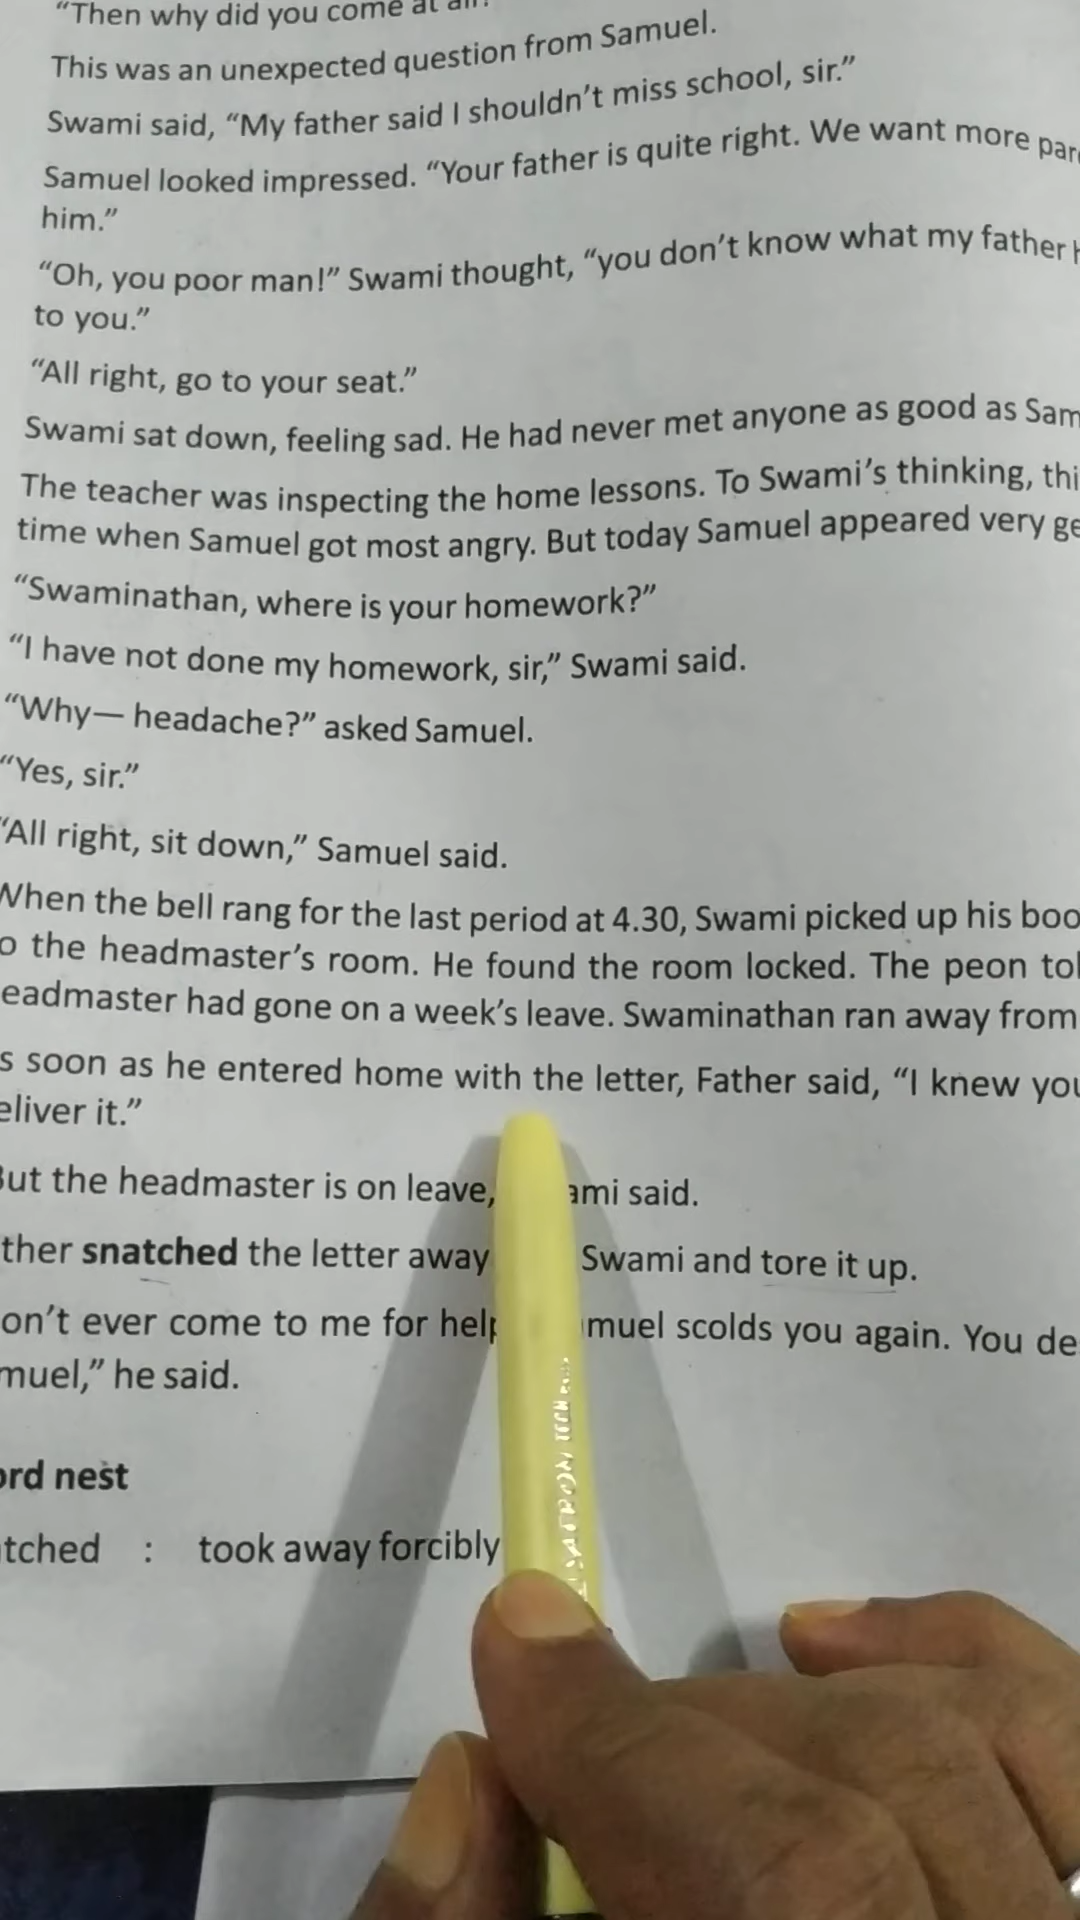 “Then why did you come at all?
This was an unexpected question from Samuel.
Swami said, “My father said I shouldn’t miss school, sir.”
Samuel looked impressed. “Your father is quite right. We want more
him.”
“Oh, you poor man!” Swami thought, “you don’t know what my father
to you.”
“All right, go to your seat.”
Swami sat down, feeling sad. He had never met anyone as good as Sam
The teacher was inspecting the home lessons. To Swami’s thinking, thi
time when Samuel got most angry. But today Samuel appeared very ge
“Swaminathan, where is your homework?”
“I have not done my homework, sir,” Swami said.
“Why— headache?” asked Samuel.
“Yes, sir.”
“All right, sit down,” Samuel said.
When the bell rang for the last period at 4.30, Swami picked up his boo
o the headmaster’s room. He found the room locked. The peon tol
eadmaster had gone on a week’s leave. Swaminathan ran away from
s soon as he entered home with the letter, Father said, “I knew you
eliver it.”
But the headmaster is on leave, ami said.
ther snatched the letter away Swami and tore it up.
on’t ever come to me for help muel scolds you again. You de
muel,” he said.
ord nest
tched : took away forcibly